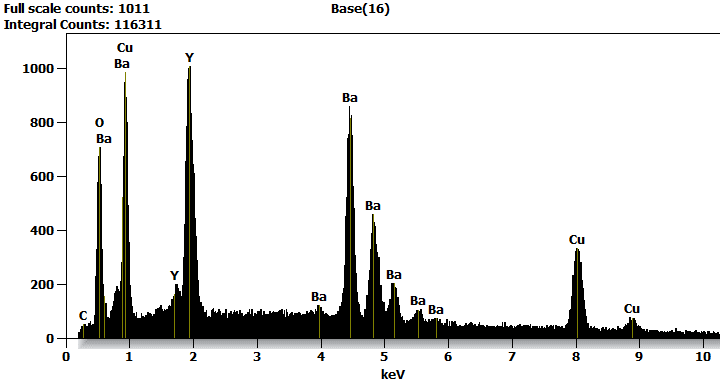 Full scale counts: 1011
Base(16)
Integral Counts: 116311
1000
800
600
400
200
0
C
O
Ba
Cu
Ba
Y
Y
Ba
Ba
Ba
Ba
Ba
Ba
Cu
Cu
0 1 2 3 4 5 6 7 8 9 10
keV